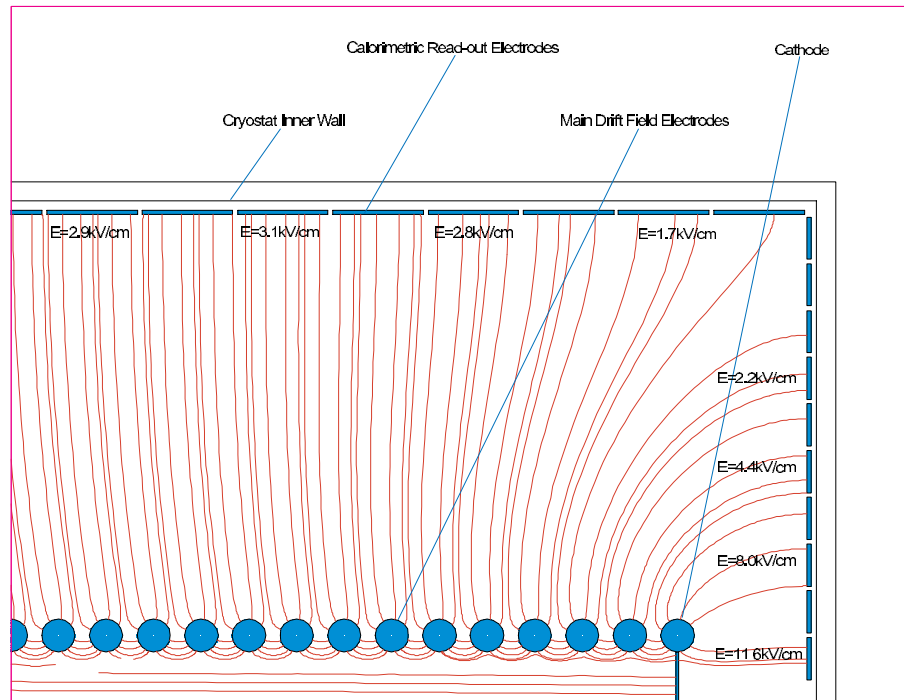 Calorimetric Read-out Electrodes
Cathode
Cryostat Inner Wall
Main Drift Field Electrodes
E=2.9kV/cm
E=3.1kV/cm
E=2.8kV/cm
E=1.7kV/cm
E=2.2kV/cm
E=4.4kV/cm
E=8.0kV/cm
E=11.6kV/cm